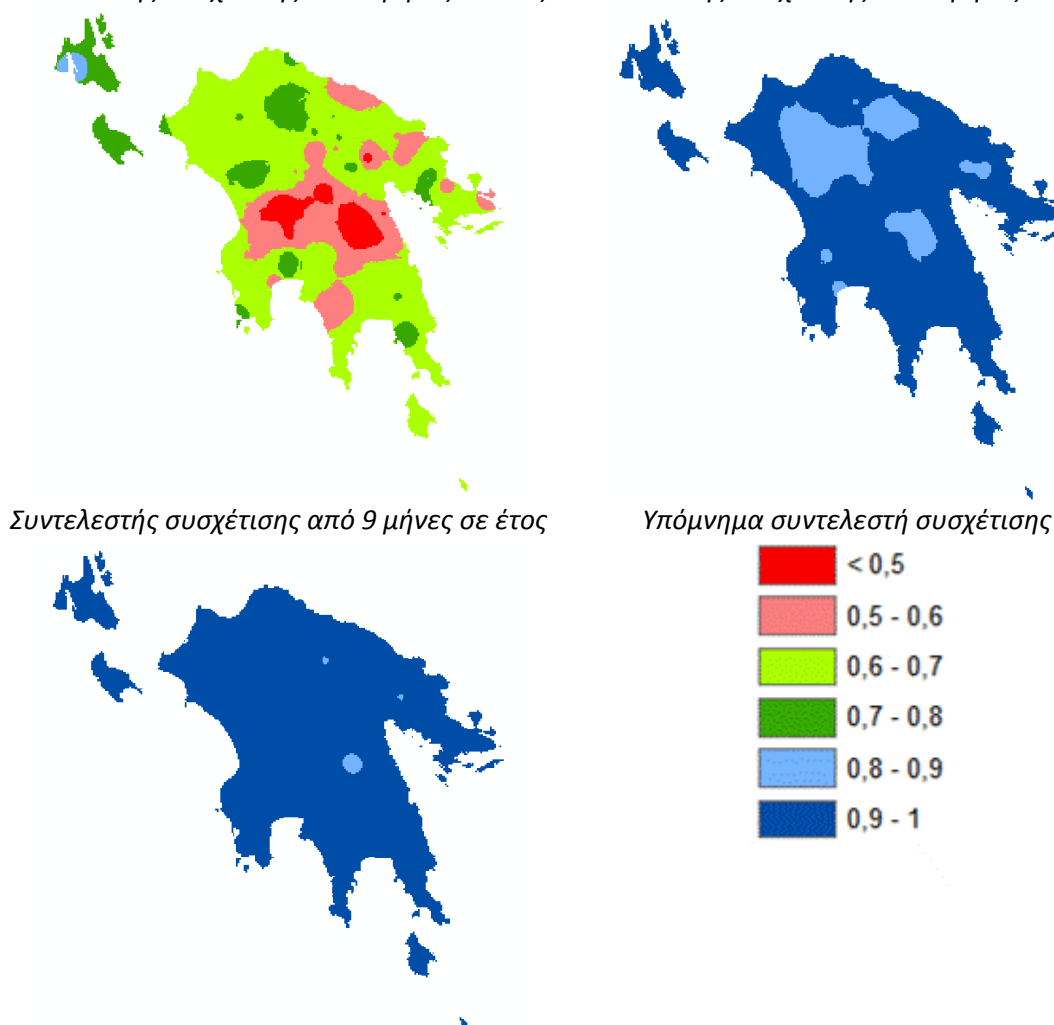 Συντελεστής συσχέτισης από 9 μήνες σε έτος
Υπόμνημα συντελεστή συσχέτισης
< 0,5
0,5 - 0,6
0,6 - 0,7
0,7 - 0,8
0,8 - 0,9
0,9 - 1